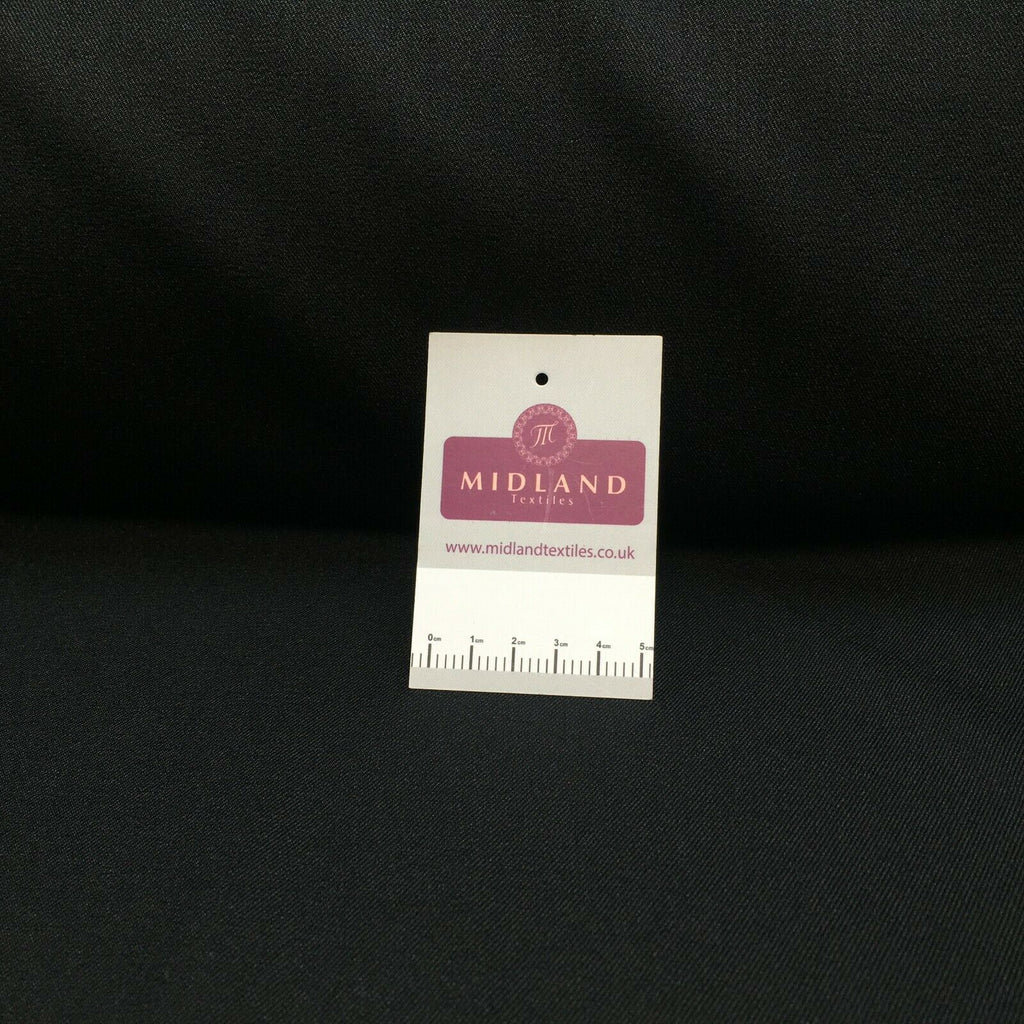 M
MIDLAND
Textiles
www.midlandtextiles.co.uk
0cm 1cm 2cm 3cm 4cm 5cm